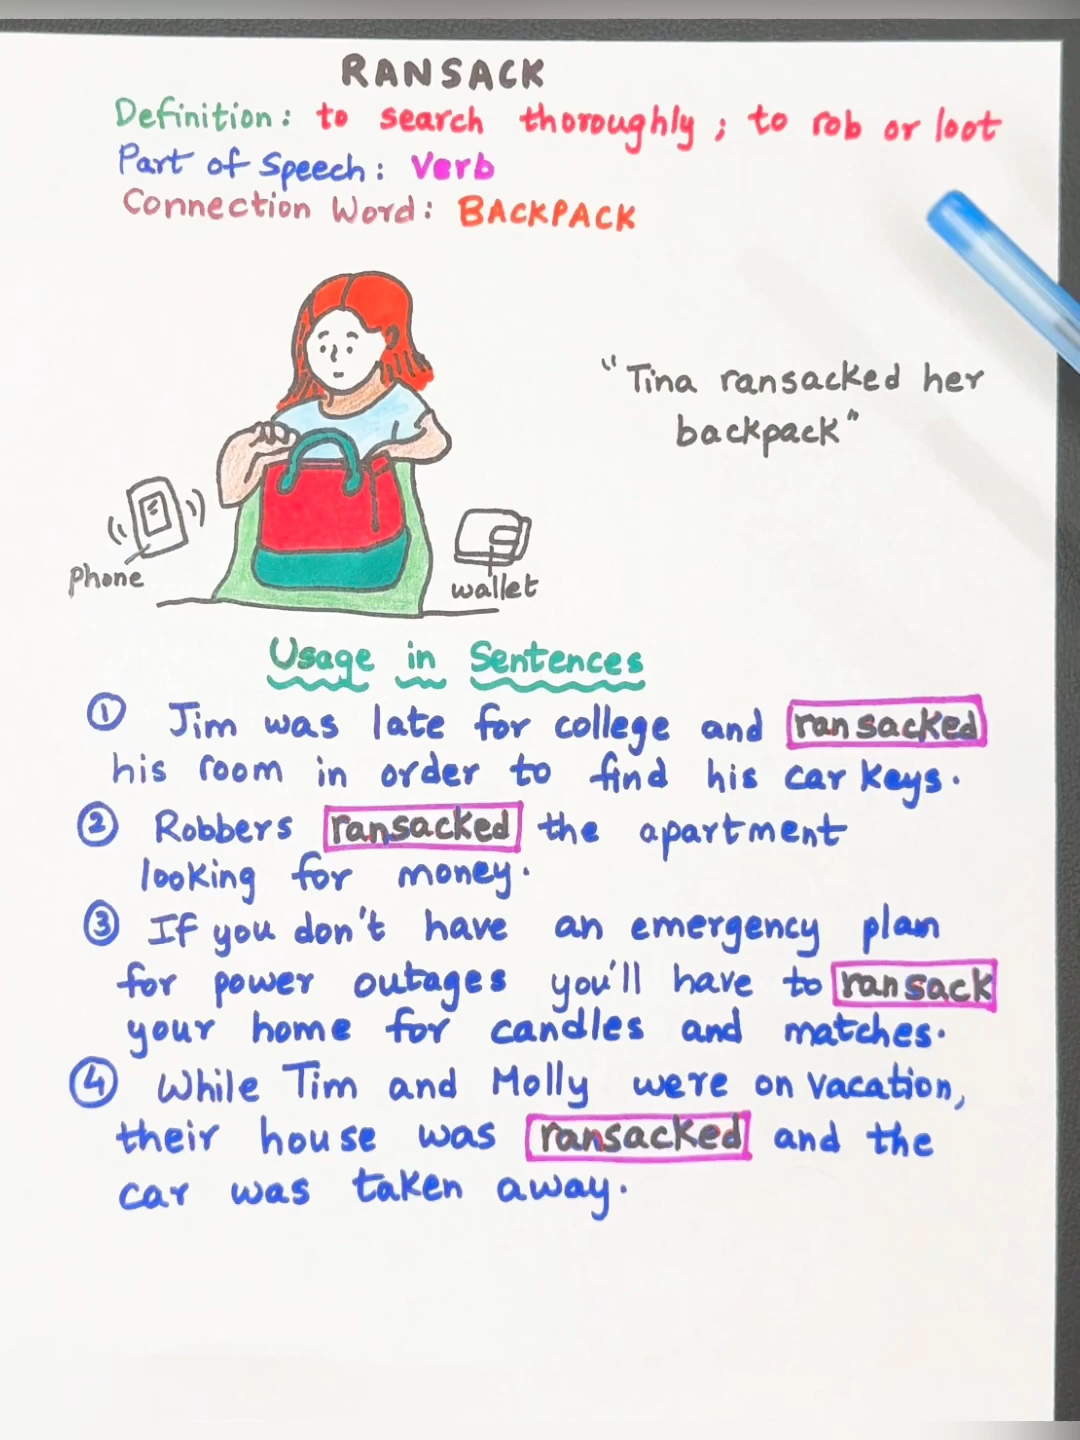 RANSACK
Definition: to search thoroughly; to rob or loot
Part of Speech: Verb
Connection Word: BACKPACK
"Tina ransacked her
backpack"
Phone
wallet
Usage in Sentences
① Jim was late for college and ransacked
his room in order to find his car keys.
② Robbers ransacked the apartment
looking for money.
③ If you don't have an emergency plan
for power outages you'll have to ransack
your home for candles and matches.
④ While Tim and Molly were on vacation,
their house was ransacked and the
car was taken away.